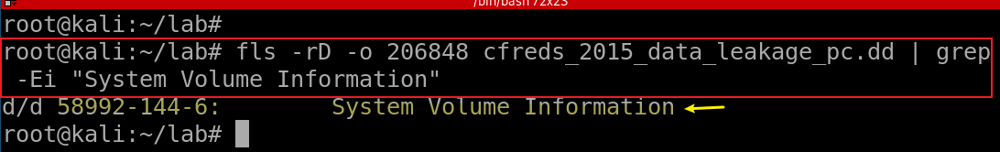 /bin/bash 72x23
root@kali:~/lab#
root@kali:~/lab# fls -rD -o 206848 cfreds_2015_data_leakage_pc.dd | grep
-Ei "System Volume Information"
d/d 58992-144-6:        System Volume Information
root@kali:~/lab#